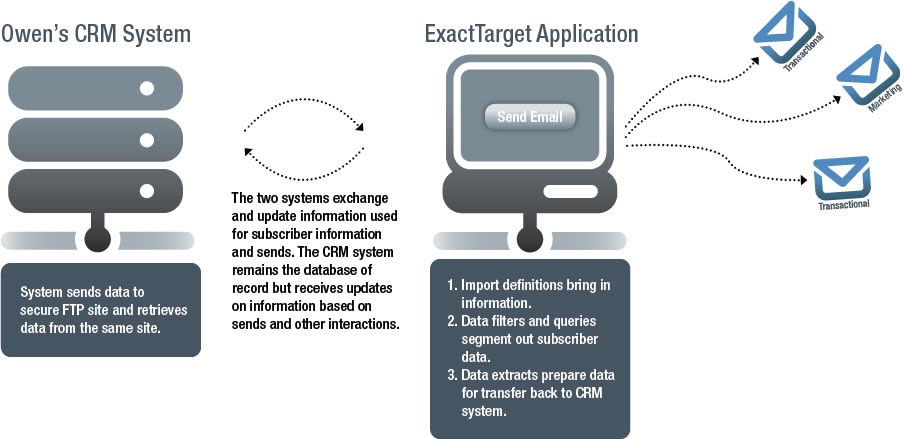 Owen's CRM System
System sends data to
secure FTP site and retrieves
data from the same site.
The two systems exchange
and update information used
for subscriber information
and sends. The CRM system
remains the database of
record but receives updates
on information based on
sends and other interactions.
ExactTarget Application
Send Email
1. Import definitions bring in
information.
2. Data filters and queries
segment out subscriber
data.
3. Data extracts prepare data
for transfer back to CRM
system.
Transactional
Marketing
Transactional